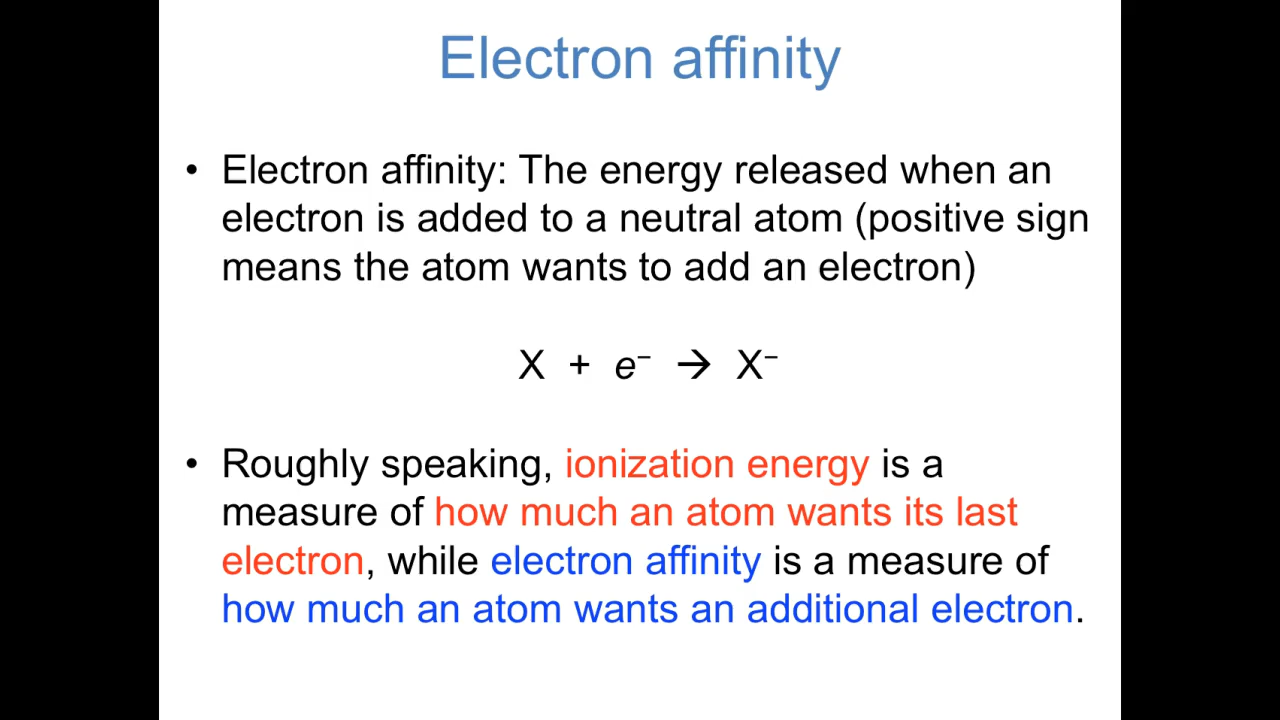 Electron affinity
• Electron affinity: The energy released when an
electron is added to a neutral atom (positive sign
means the atom wants to add an electron)
X + e⁻ → X⁻
• Roughly speaking, ionization energy is a
measure of how much an atom wants its last
electron, while electron affinity is a measure of
how much an atom wants an additional electron.